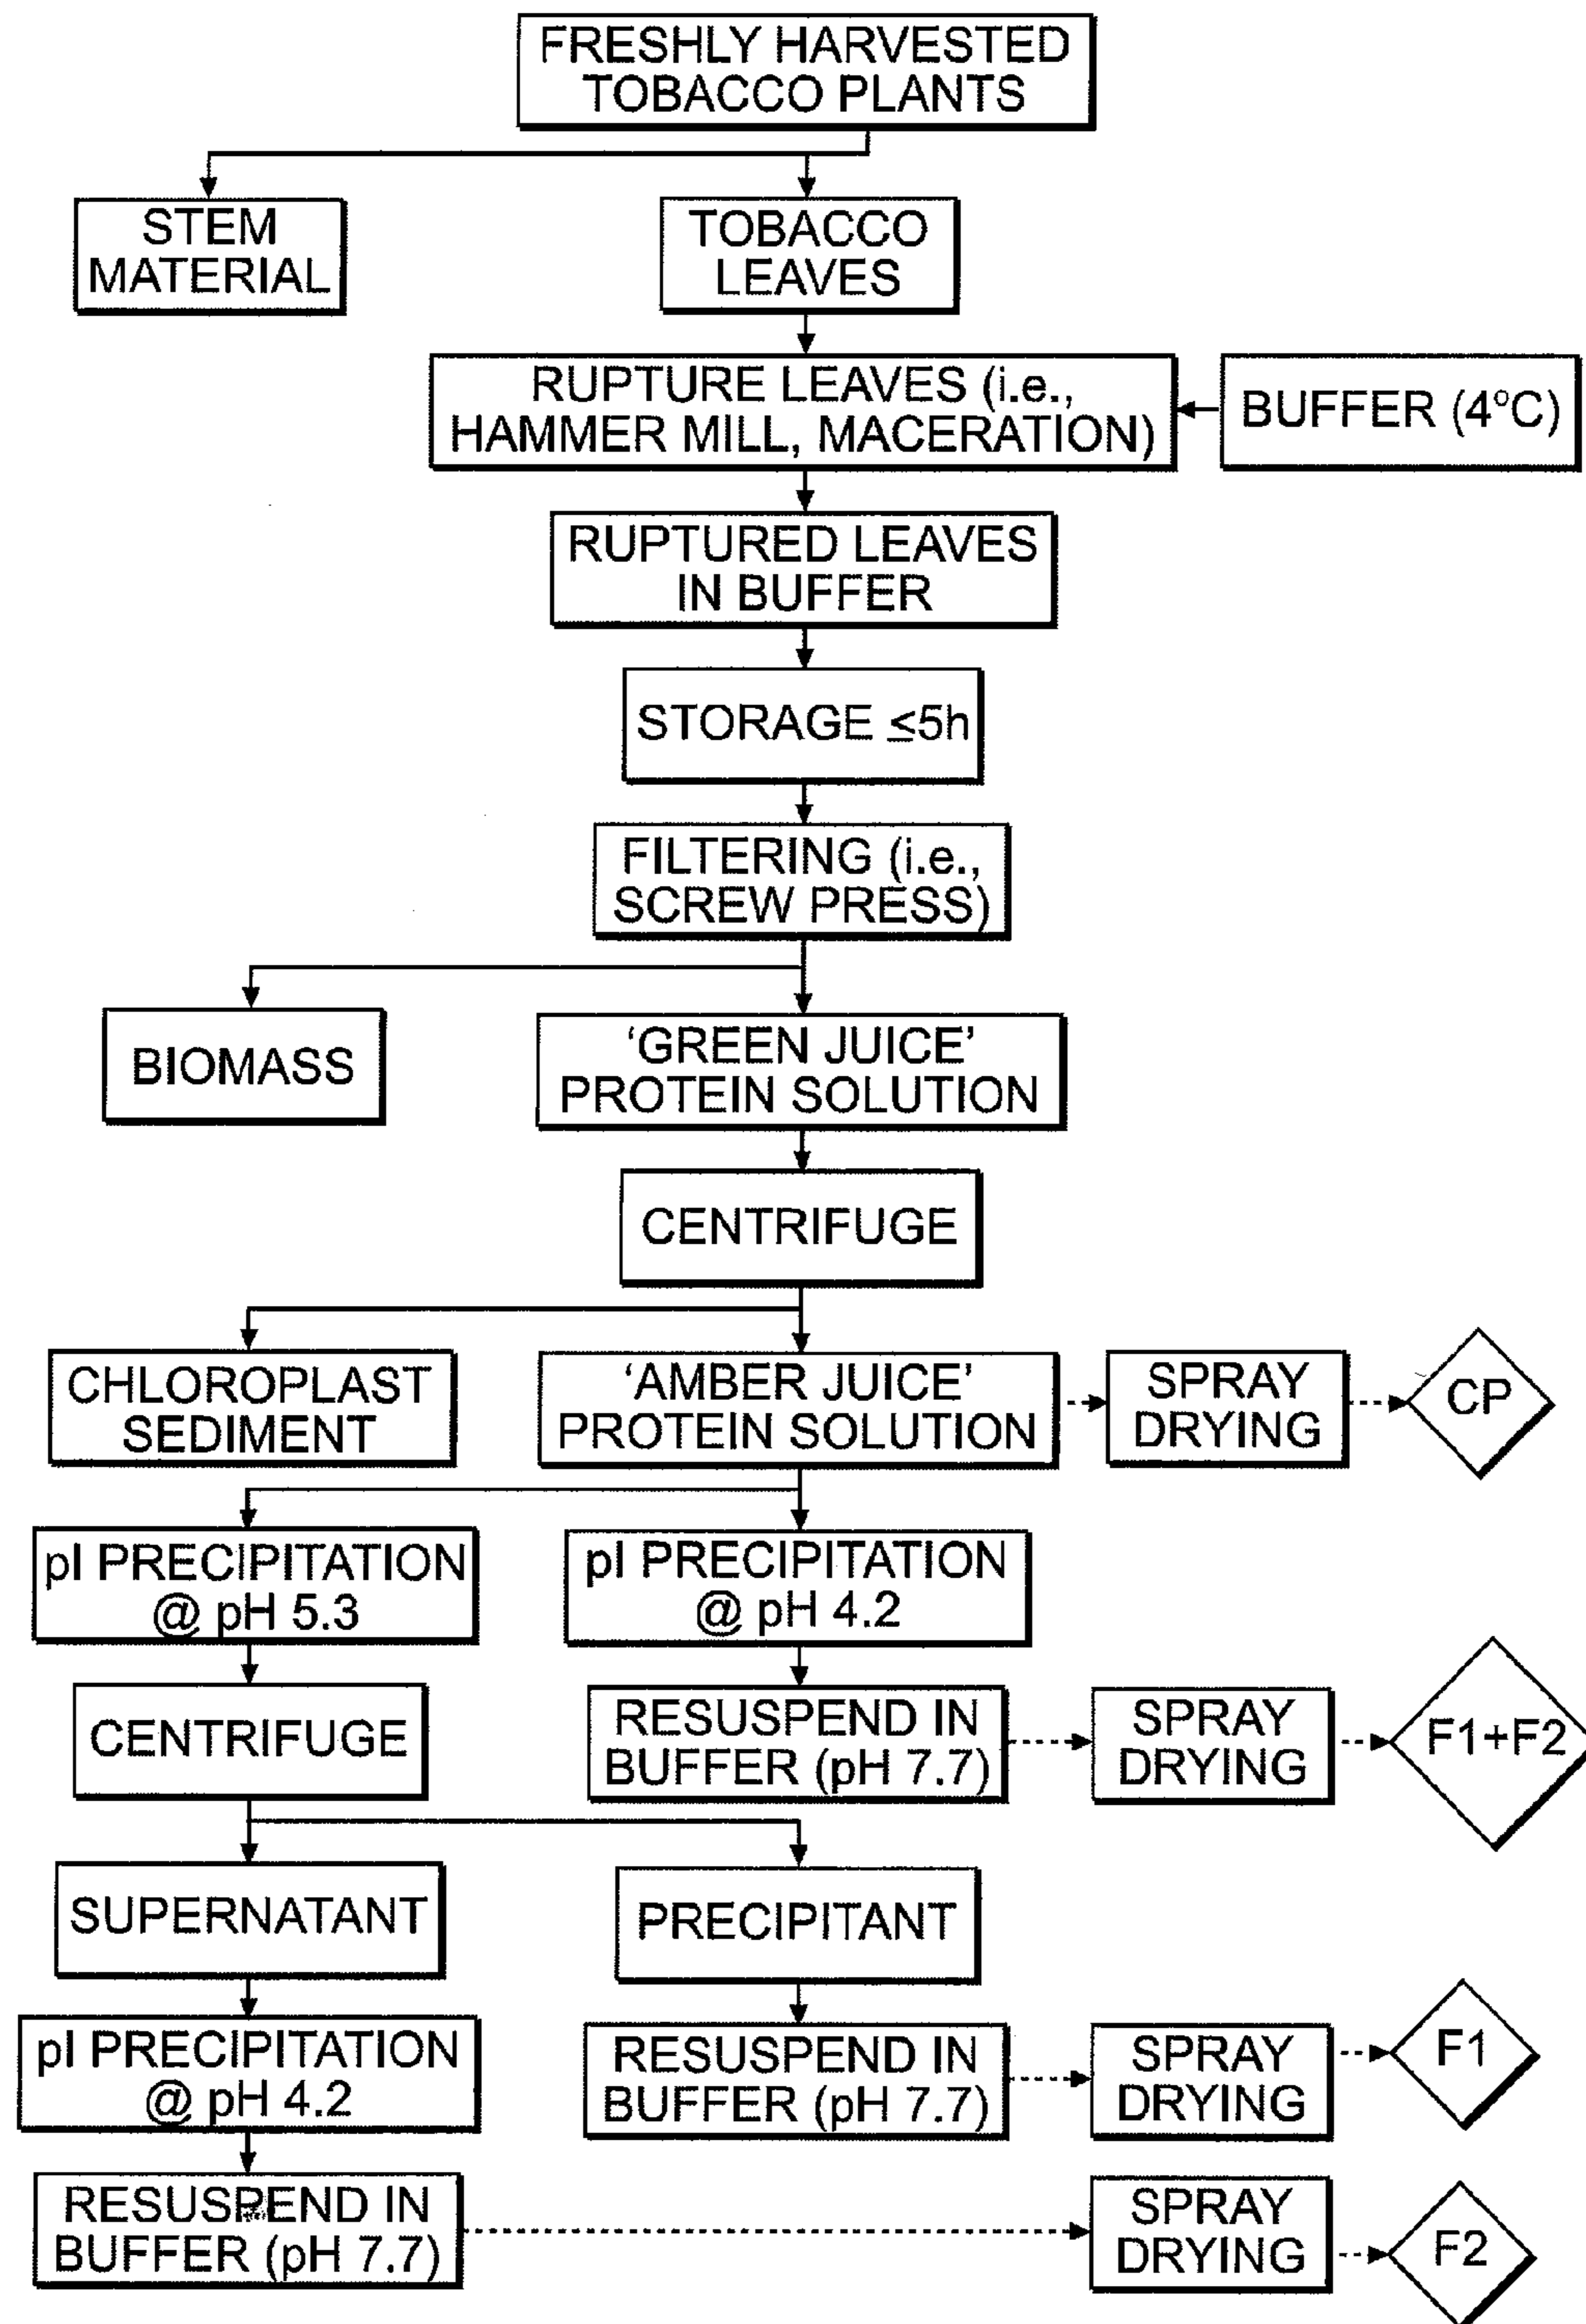 FRESHLY HARVESTED
TOBACCO PLANTS
STEM
MATERIAL
TOBACCO
LEAVES
RUPTURE LEAVES (i.e.,
HAMMER MILL, MACERATION)
BUFFER (4°C)
RUPTURED LEAVES
IN BUFFER
STORAGE ≤5h
FILTERING (i.e.,
SCREW PRESS)
BIOMASS
‘GREEN JUICE’
PROTEIN SOLUTION
CENTRIFUGE
CHLOROPLAST
SEDIMENT
‘AMBER JUICE’
PROTEIN SOLUTION
SPRAY
DRYING
CP
pI PRECIPITATION
@ pH 5.3
pI PRECIPITATION
@ pH 4.2
CENTRIFUGE
RESUSPEND IN
BUFFER (pH 7.7)
SPRAY
DRYING
F1+F2
SUPERNATANT
PRECIPITANT
pI PRECIPITATION
@ pH 4.2
RESUSPEND IN
BUFFER (pH 7.7)
SPRAY
DRYING
F1
RESUSPEND IN
BUFFER (pH 7.7)
SPRAY
DRYING
F2